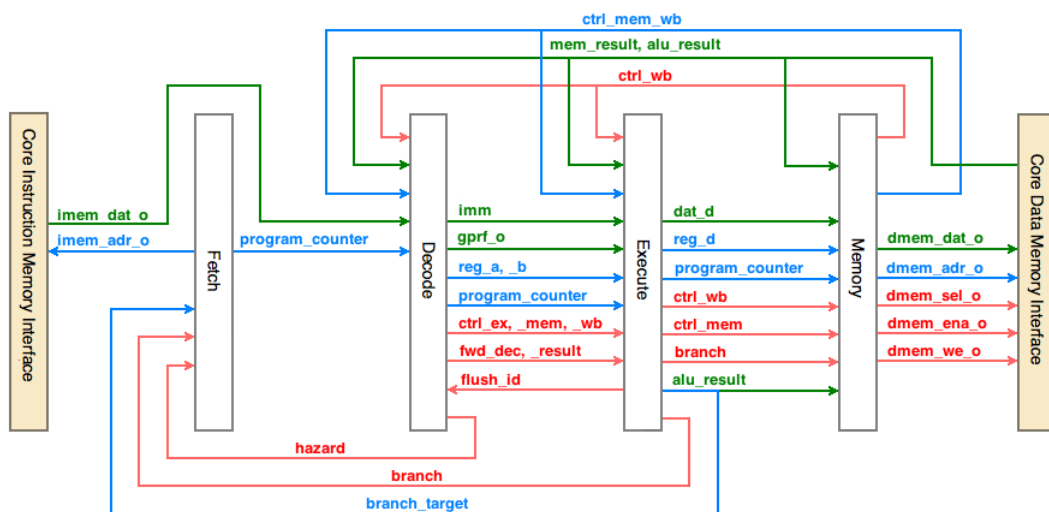 ctrl_mem_wb
mem_result, alu_result
ctrl_wb
Core Instruction Memory Interface
Fetch
Decode
Execute
Memory
Core Data Memory Interface
imem_dat_o
imem_adr_o
program_counter
imm
gprf_o
reg_a, _b
program_counter
ctrl_ex, _mem, _wb
fwd_dec, _result
flush_id
dat_d
reg_d
program_counter
ctrl_wb
ctrl_mem
branch
alu_result
dmem_dat_o
dmem_adr_o
dmem_sel_o
dmem_ena_o
dmem_we_o
hazard
branch
branch_target